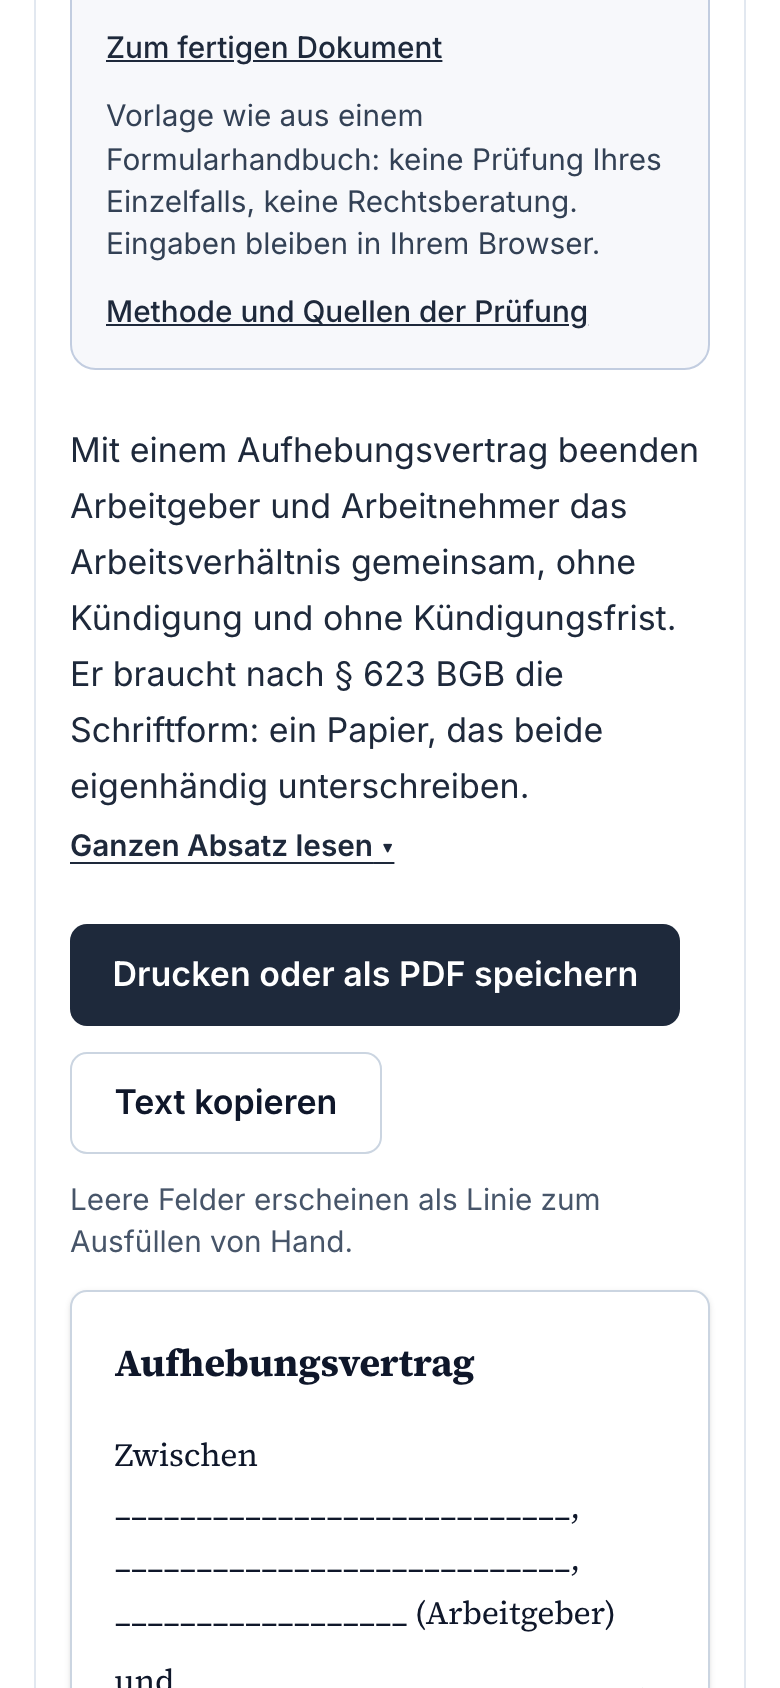 Zum fertigen Dokument
Vorlage wie aus einem
Formularhandbuch: keine Prüfung Ihres
Einzelfalls, keine Rechtsberatung.
Eingaben bleiben in Ihrem Browser.
Methode und Quellen der Prüfung
Mit einem Aufhebungsvertrag beenden
Arbeitgeber und Arbeitnehmer das
Arbeitsverhältnis gemeinsam, ohne
Kündigung und ohne Kündigungsfrist.
Er braucht nach § 623 BGB die
Schriftform: ein Papier, das beide
eigenhändig unterschreiben.
Ganzen Absatz lesen ▾
Drucken oder als PDF speichern
Text kopieren
Leere Felder erscheinen als Linie zum
Ausfüllen von Hand.
Aufhebungsvertrag
Zwischen
____________________________,
____________________________,
__________________ (Arbeitgeber)
und